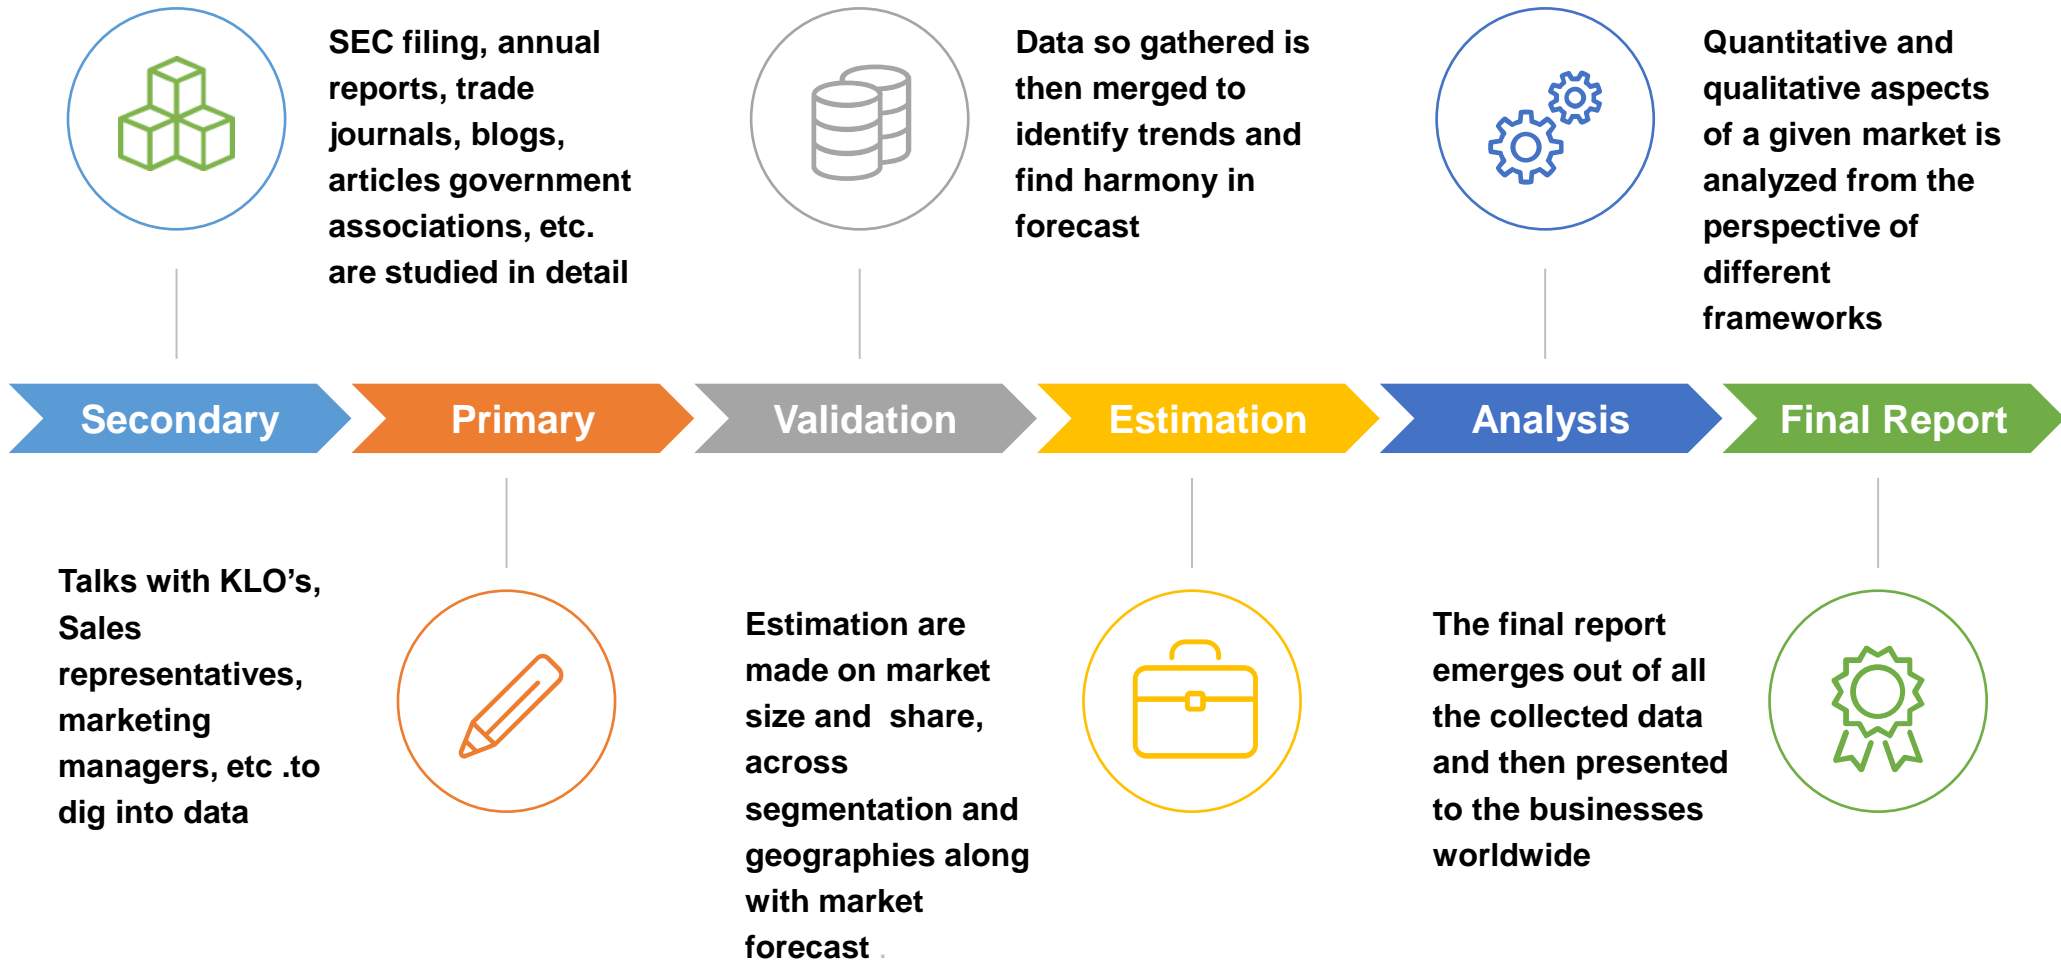 SEC filing, annual
reports, trade
journals, blogs,
articles government
associations, etc.
are studied in detail
Data so gathered is
then merged to
identify trends and
find harmony in
forecast
Quantitative and
qualitative aspects
of a given market is
analyzed from the
perspective of
different
frameworks
Secondary
Primary
Validation
Estimation
Analysis
Final Report
Talks with KLO’s,
Sales
representatives,
marketing
managers, etc .to
dig into data
Estimation are
made on market
size and  share,
across
segmentation and
geographies along
with market
forecast .
The final report
emerges out of all
the collected data
and then presented
to the businesses
worldwide